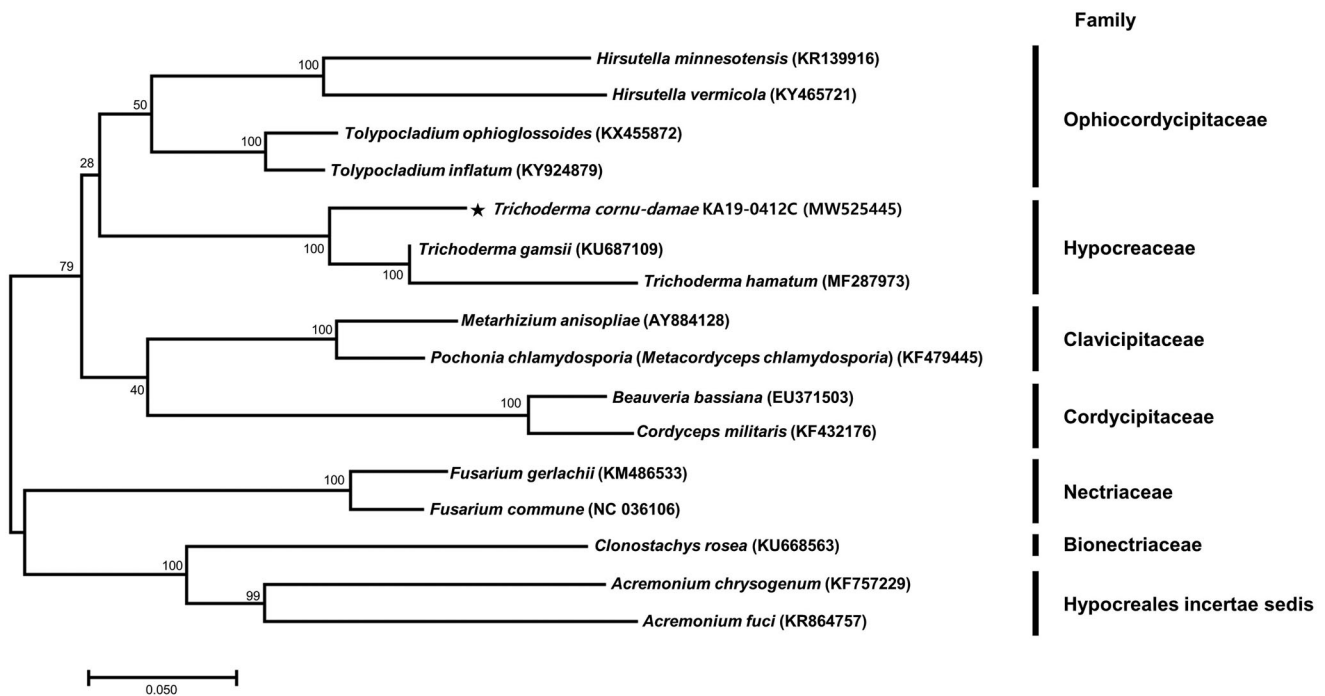 Family
100
Hirsutella minnesotensis (KR139916)
Hirsutella vermicola (KY465721)
50
Ophiocordycipitaceae
100
Tolypocladium ophioglossoides (KX455872)
Tolypocladium inflatum (KY924879)
28
★ Trichoderma cornu-damae KA19-0412C (MW525445)
100
Trichoderma gamsii (KU687109)
Hypocreaceae
100
Trichoderma hamatum (MF287973)
79
Metarhizium anisopliae (AY884128)
100
Clavicipitaceae
Pochonia chlamydosporia (Metacordyceps chlamydosporia) (KF479445)
40
Beauveria bassiana (EU371503)
100
Cordycipitaceae
Cordyceps militaris (KF432176)
Fusarium gerlachii (KM486533)
100
Nectriaceae
Fusarium commune (NC 036106)
Clonostachys rosea (KU668563)
Bionectriaceae
100
Acremonium chrysogenum (KF757229)
99
Hypocreales incertae sedis
Acremonium fuci (KR864757)
0.050